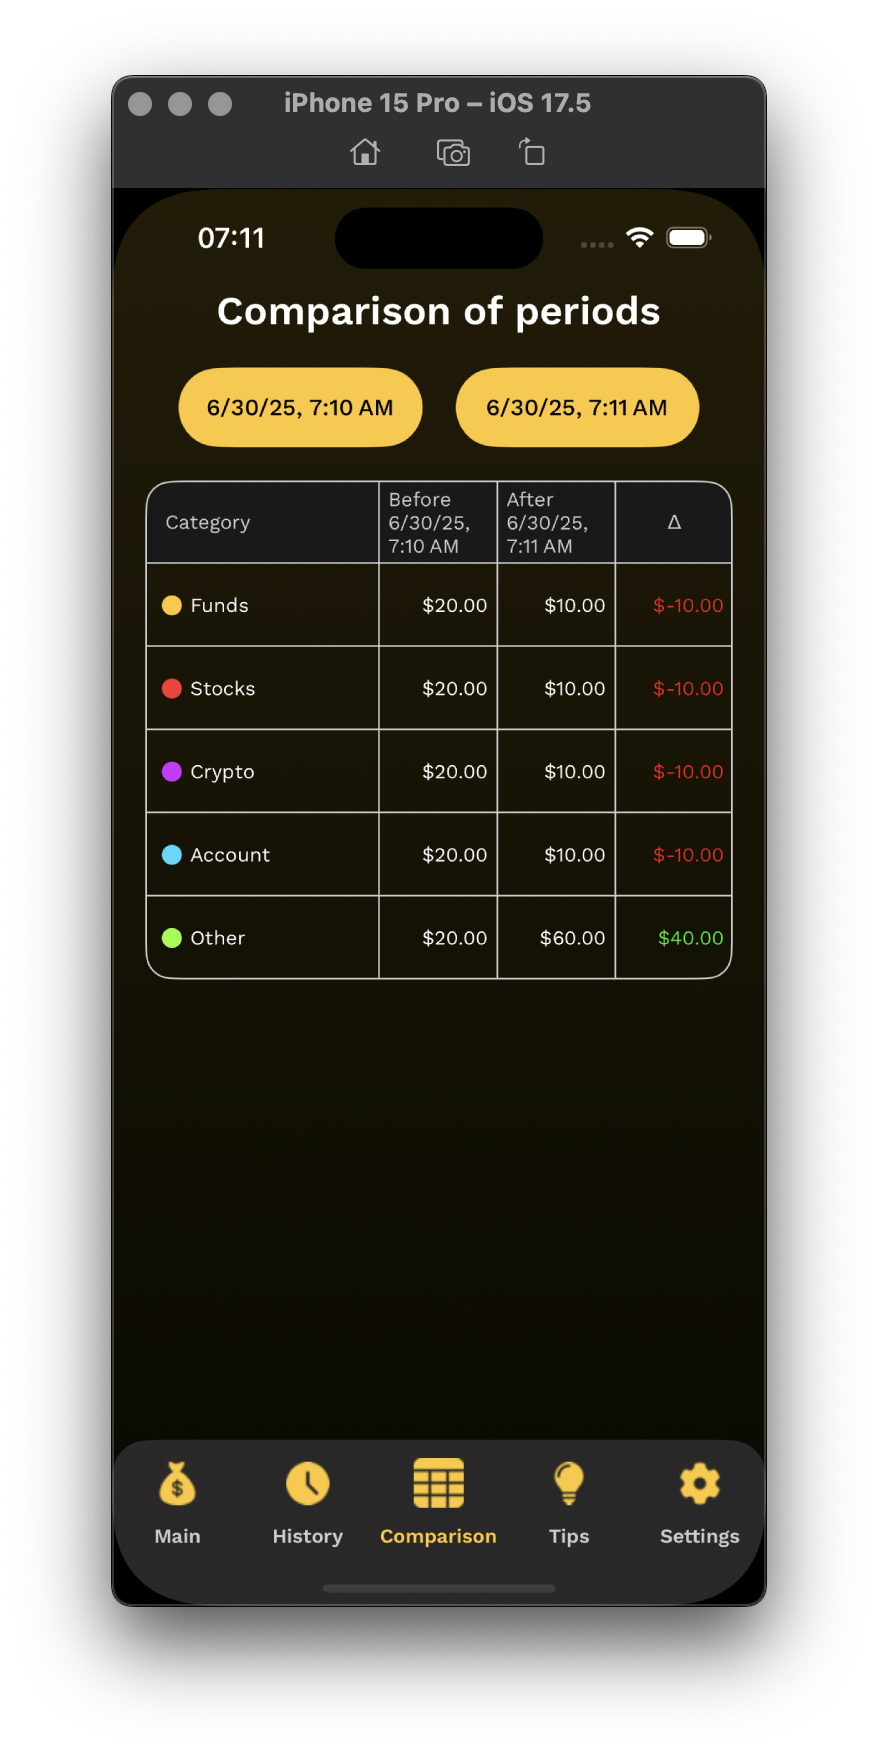 iPhone 15 Pro – iOS 17.5
07:11
Comparison of periods
6/30/25, 7:10 AM
6/30/25, 7:11 AM
Category
Before
6/30/25,
7:10 AM
After
6/30/25,
7:11 AM
Δ
Funds $20.00 $10.00 $-10.00
Stocks $20.00 $10.00 $-10.00
Crypto $20.00 $10.00 $-10.00
Account $20.00 $10.00 $-10.00
Other $20.00 $60.00 $40.00
$
Main History Comparison Tips Settings